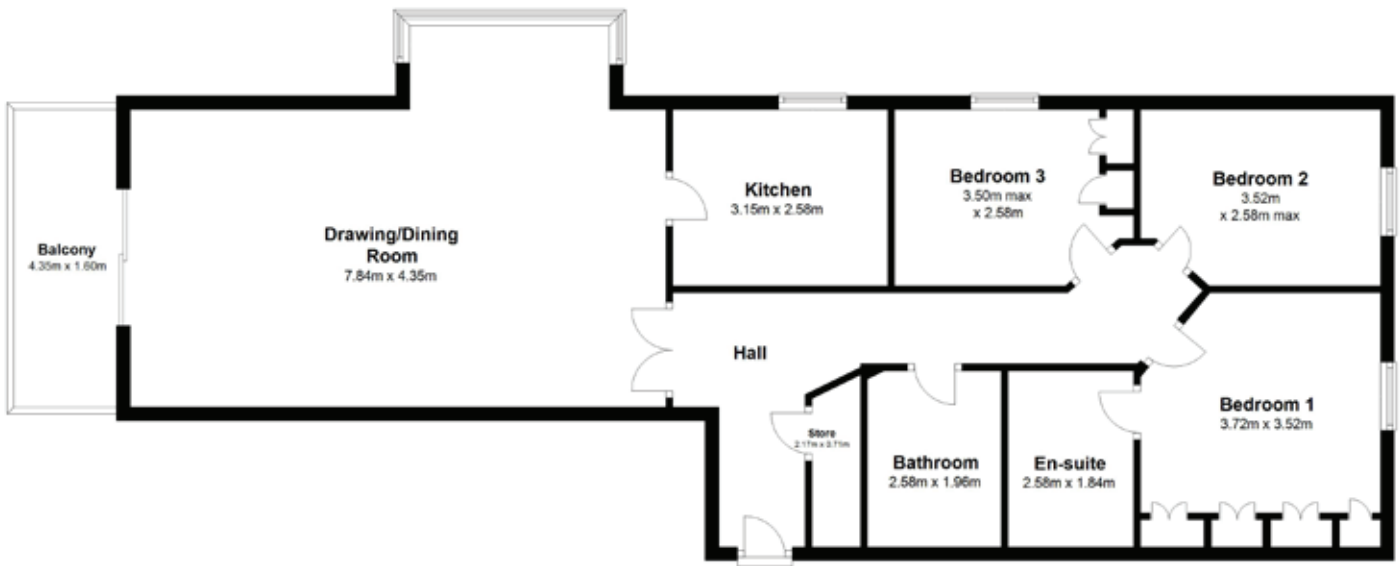 Balcony
4.35m x 1.60m
Drawing/Dining
Room
7.84m x 4.35m
Kitchen
3.15m x 2.58m
Bedroom 3
3.50m max
x 2.58m
Bedroom 2
3.52m
x 2.58m max
Hall
Store
Bathroom
2.58m x 1.96m
En-suite
2.58m x 1.84m
Bedroom 1
3.72m x 3.52m